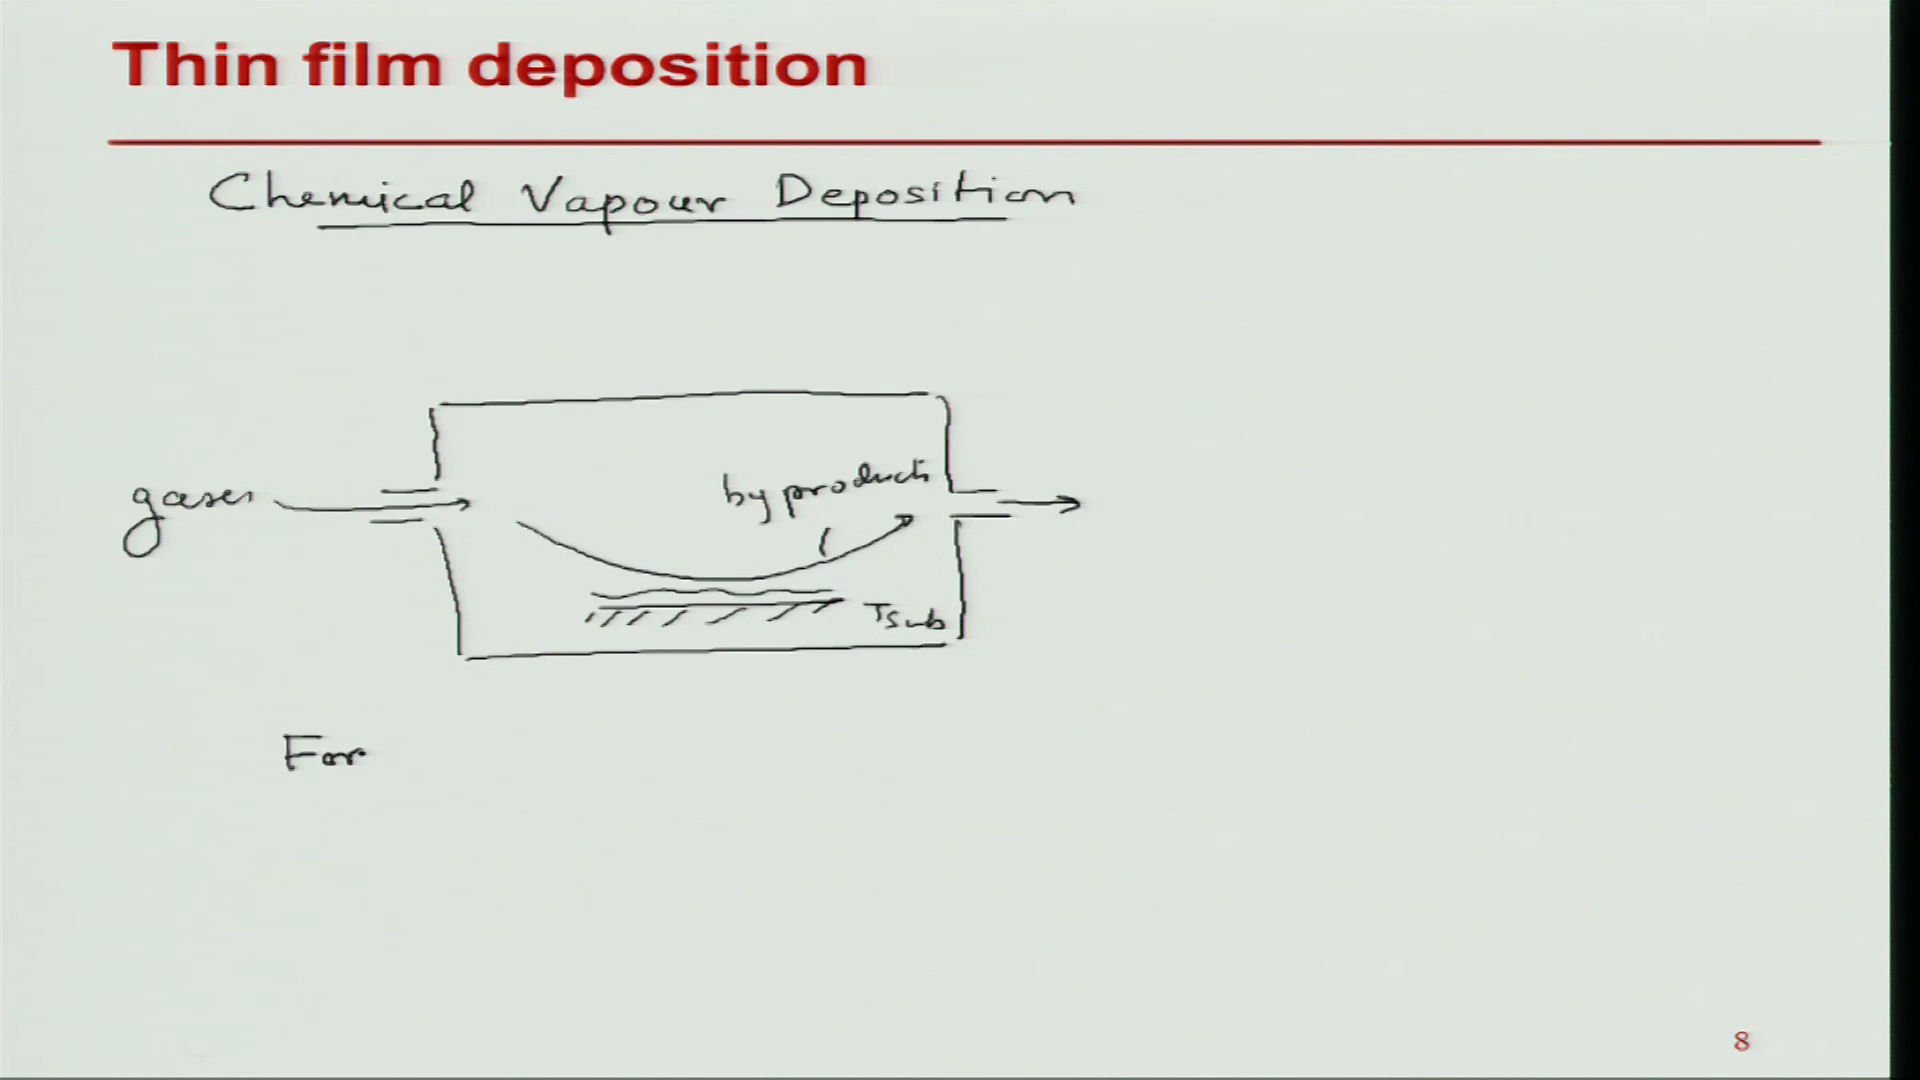 Thin film deposition
Chemical Vapour Deposition
gases
by products
Tsub
For
8